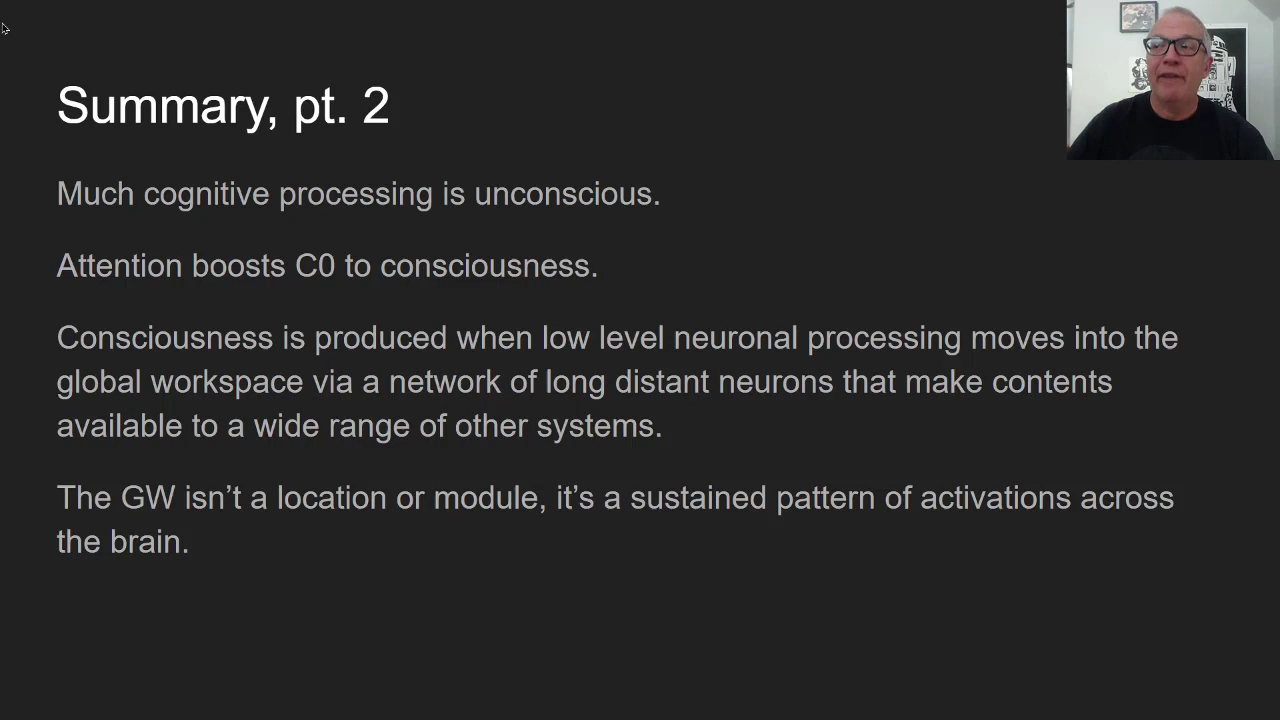 Summary, pt. 2
Much cognitive processing is unconscious.
Attention boosts C0 to consciousness.
Consciousness is produced when low level neuronal processing moves into the
global workspace via a network of long distant neurons that make contents
available to a wide range of other systems.
The GW isn’t a location or module, it’s a sustained pattern of activations across
the brain.